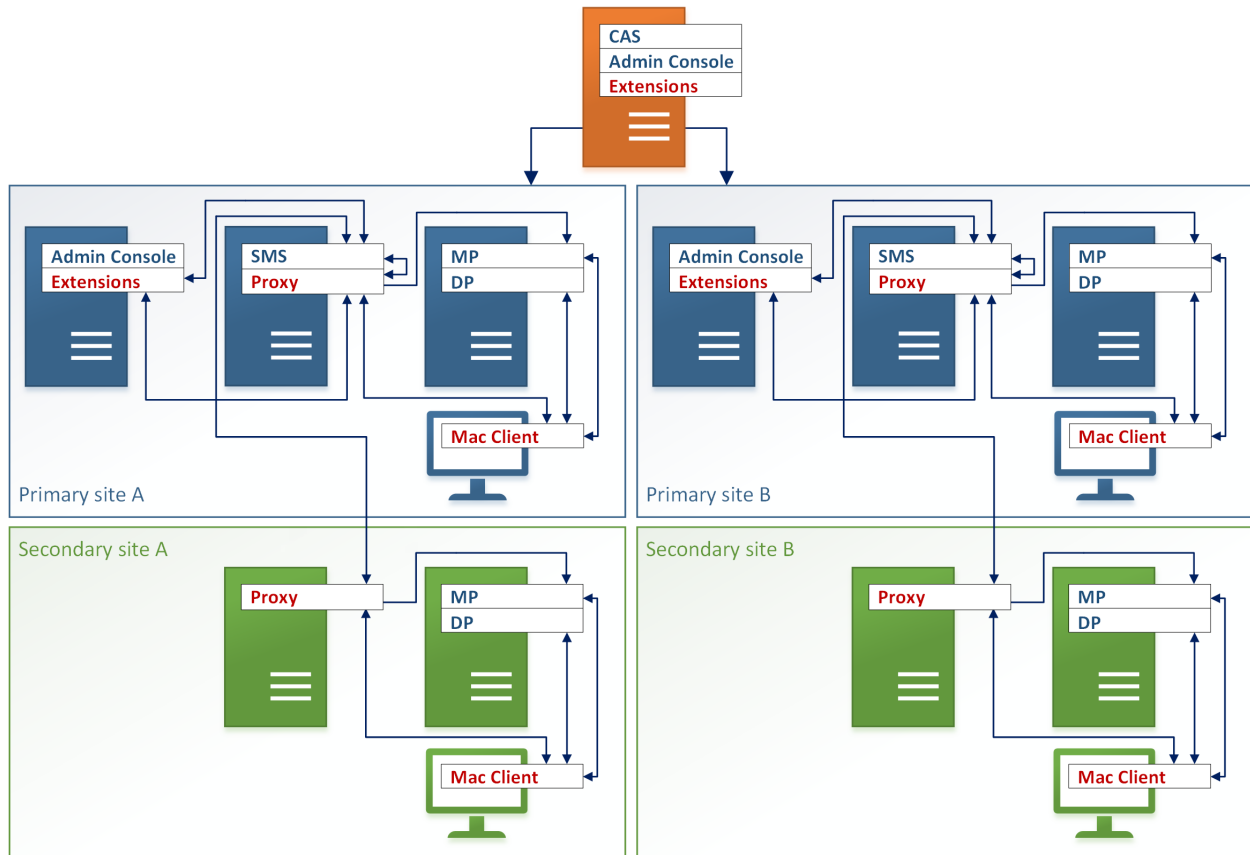 CAS
Admin Console
Extensions
Admin Console
Extensions
SMS
Proxy
MP
DP
Mac Client
Primary site A
Admin Console
Extensions
SMS
Proxy
MP
DP
Mac Client
Primary site B
Secondary site A
Proxy
MP
DP
Mac Client
Secondary site B
Proxy
MP
DP
Mac Client